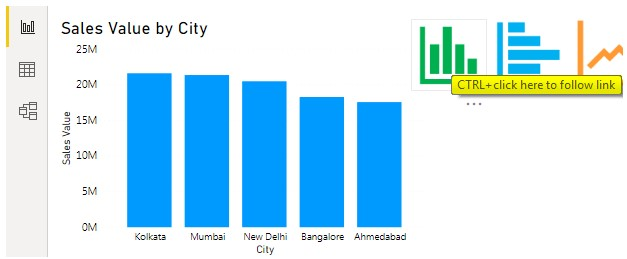 Sales Value by City
25M
20M
15M
10M
5M
0M
Sales Value
Kolkata Mumbai New Delhi Bangalore Ahmedabad
City
CTRL+click here to follow link